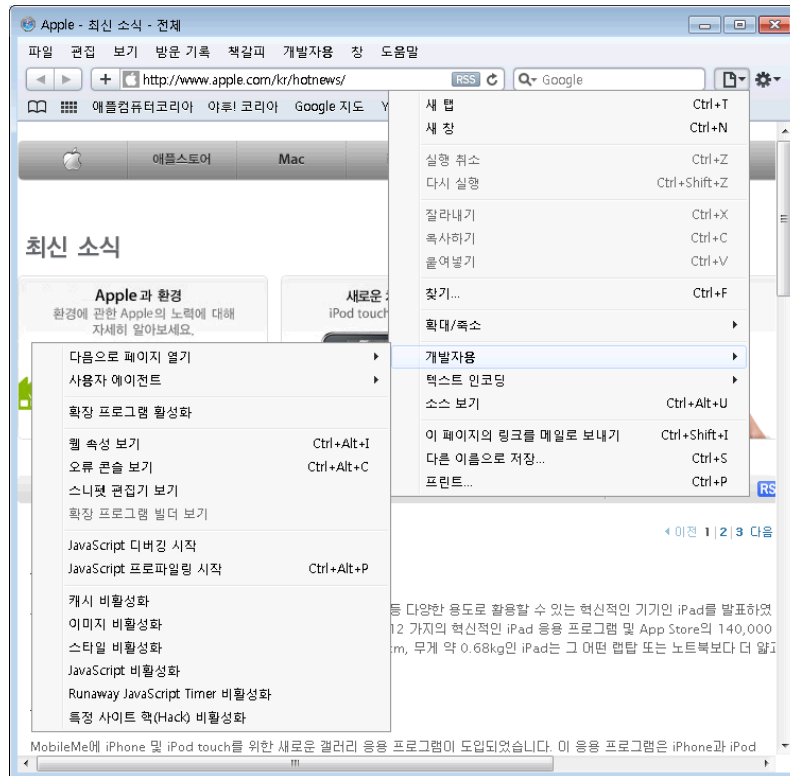 Apple - 최신 소식 - 전체
파일 편집 보기 방문 기록 책갈피 개발자용 창 도움말
http://www.apple.com/kr/hotnews/ RSS Google
애플컴퓨터코리아 야후! 코리아 Google 지도 Y
새 탭 Ctrl+T
새 창 Ctrl+N
실행 취소 Ctrl+Z
다시 실행 Ctrl+Shift+Z
잘라내기 Ctrl+X
복사하기 Ctrl+C
붙여넣기 Ctrl+V
찾기... Ctrl+F
확대/축소
개발자용
텍스트 인코딩
소스 보기 Ctrl+Alt+U
이 페이지의 링크를 메일로 보내기 Ctrl+Shift+I
다른 이름으로 저장... Ctrl+S
프린트... Ctrl+P
애플스토어 Mac
최신 소식
Apple과 환경
환경에 관한 Apple의 노력에 대해
자세히 알아보세요.
새로운
iPod touch
다음으로 페이지 열기
사용자 에이전트
확장 프로그램 활성화
웹 속성 보기 Ctrl+Alt+I
오류 콘솔 보기 Ctrl+Alt+C
스니펫 편집기 보기
확장 프로그램 빌더 보기
JavaScript 디버깅 시작
JavaScript 프로파일링 시작 Ctrl+Alt+P
캐시 비활성화
이미지 비활성화
스타일 비활성화
JavaScript 비활성화
Runaway JavaScript Timer 비활성화
특정 사이트 핵(Hack) 비활성화
RS
이전 1|2|3 다음
등 다양한 용도로 활용할 수 있는 혁신적인 기기인 iPad를 발표하였
12 가지의 혁신적인 iPad 응용 프로그램 및 App Store의 140,000
cm, 무게 약 0.68kg인 iPad는 그 어떤 랩탑 또는 노트북보다 더 얇고
MobileMe에 iPhone 및 iPod touch를 위한 새로운 갤러리 응용 프로그램이 도입되었습니다. 이 응용 프로그램은 iPhone과 iPod